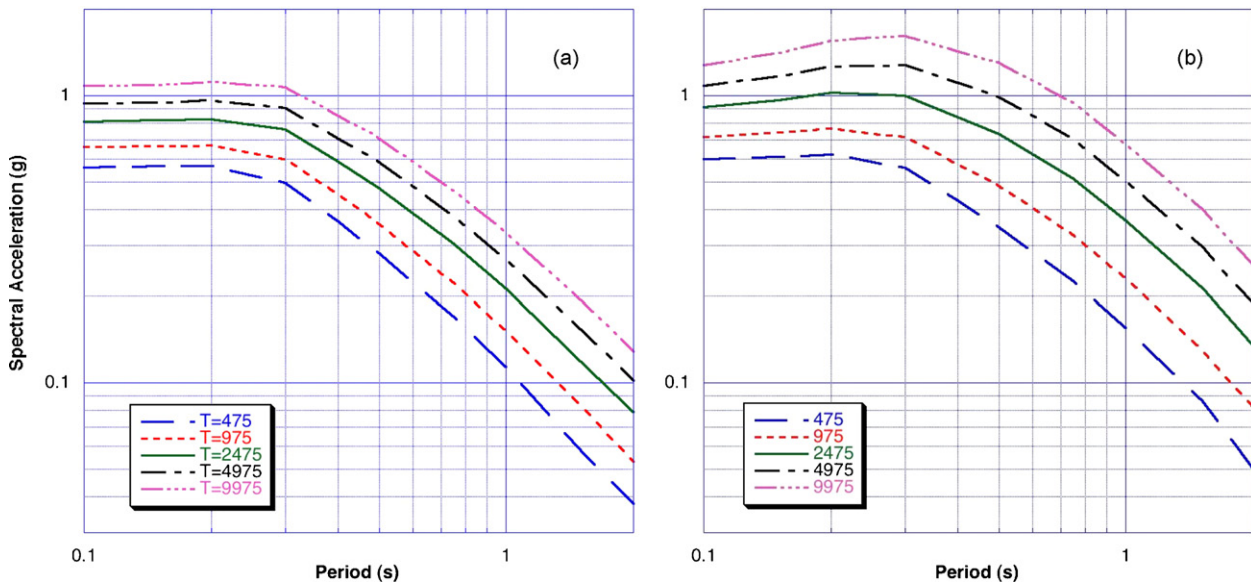 (a)
(b)
Spectral Acceleration (g)
1
0.1
T=475
T=975
T=2475
T=4975
T=9975
0.1
1
Period (s)
1
0.1
475
975
2475
4975
9975
0.1
1
Period (s)